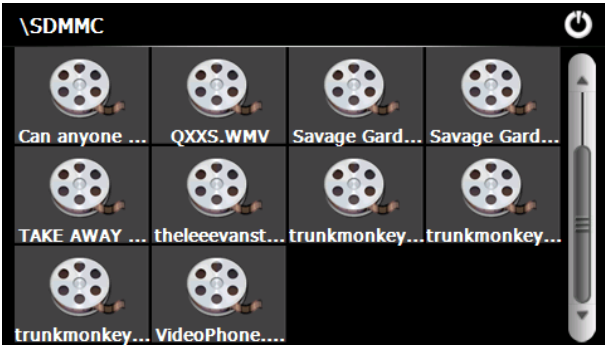 \SDMMC
Can anyone ...
QXXS.WMV
Savage Gard...
Savage Gard...
TAKE AWAY ...
theleeevanst...
trunkmonkey...
trunkmonkey...
trunkmonkey...
VideoPhone....